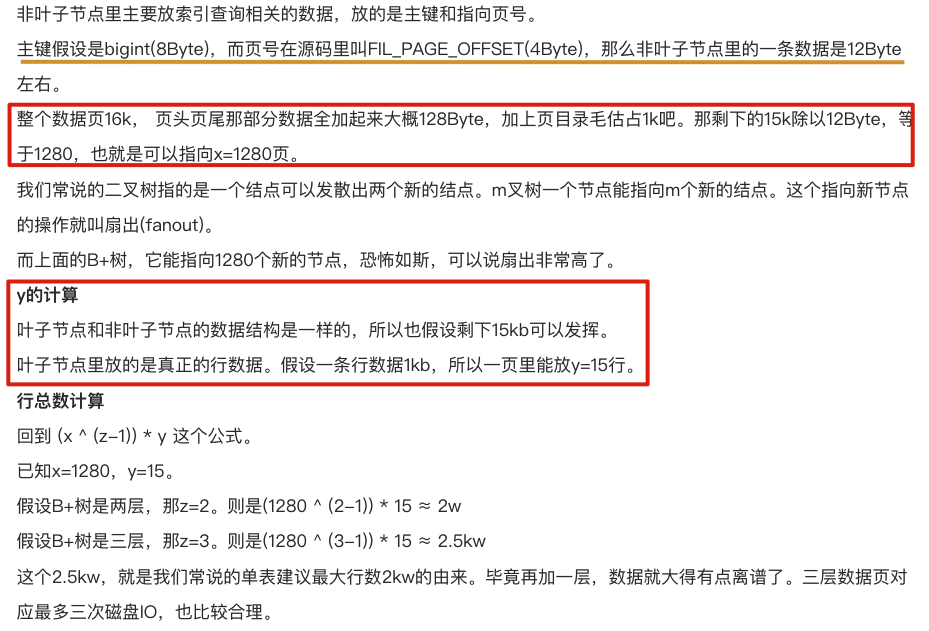 非叶子节点里主要放索引查询相关的数据，放的是主键和指向页号。
主键假设是bigint(8Byte)，而页号在源码里叫FIL_PAGE_OFFSET(4Byte)，那么非叶子节点里的一条数据是12Byte
左右。
整个数据页16k， 页头页尾那部分数据全加起来大概128Byte，加上页目录毛估占1k吧。那剩下的15k除以12Byte，等
于1280，也就是可以指向x=1280页。
我们常说的二叉树指的是一个结点可以发散出两个新的结点。m叉树一个节点能指向m个新的结点。这个指向新节点
的操作就叫扇出(fanout)。
而上面的B+树，它能指向1280个新的节点，恐怖如斯，可以说扇出非常高了。
y的计算
叶子节点和非叶子节点的数据结构是一样的，所以也假设剩下15kb可以发挥。
叶子节点里放的是真正的行数据。假设一条行数据1kb，所以一页里能放y=15行。
行总数计算
回到 (x ^ (z-1)) * y 这个公式。
已知x=1280，y=15。
假设B+树是两层，那z=2。则是(1280 ^ (2-1)) * 15 ≈ 2w
假设B+树是三层，那z=3。则是(1280 ^ (3-1)) * 15 ≈ 2.5kw
这个2.5kw，就是我们常说的单表建议最大行数2kw的由来。毕竟再加一层，数据就大得有点离谱了。三层数据页对
应最多三次磁盘IO，也比较合理。